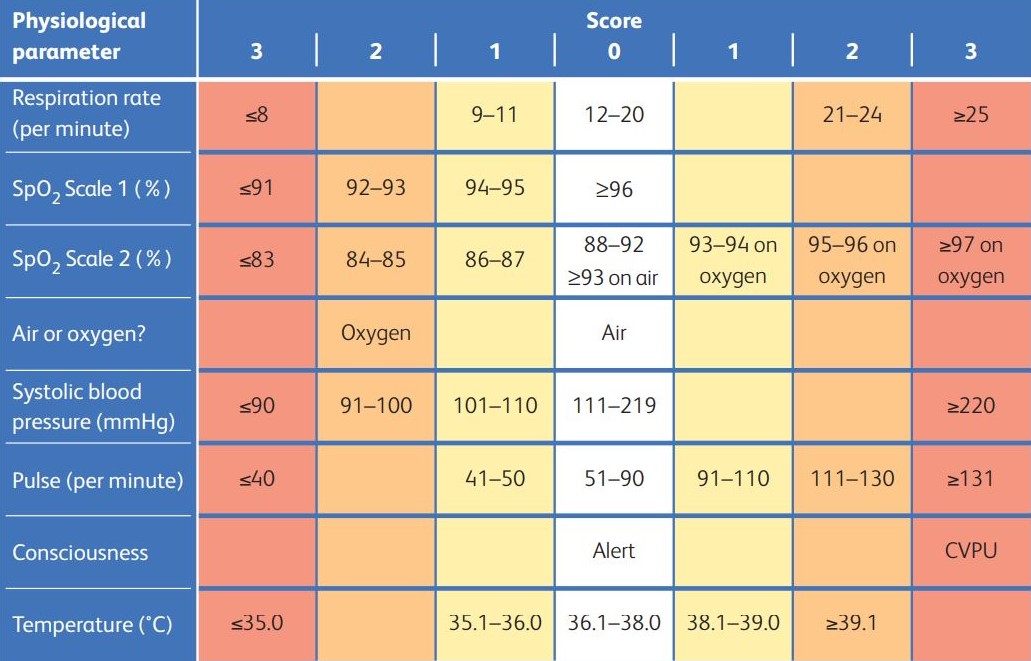 Physiological parameter Score
3 2 1 0 1 2 3
Respiration rate (per minute) ≤8 9–11 12–20 21–24 ≥25
SpO₂ Scale 1 (%) ≤91 92–93 94–95 ≥96
SpO₂ Scale 2 (%) ≤83 84–85 86–87 88–92 ≥93 on air 93–94 on oxygen 95–96 on oxygen ≥97 on oxygen
Air or oxygen? Oxygen Air
Systolic blood pressure (mmHg) ≤90 91–100 101–110 111–219 ≥220
Pulse (per minute) ≤40 41–50 51–90 91–110 111–130 ≥131
Consciousness Alert CVPU
Temperature (°C) ≤35.0 35.1–36.0 36.1–38.0 38.1–39.0 ≥39.1